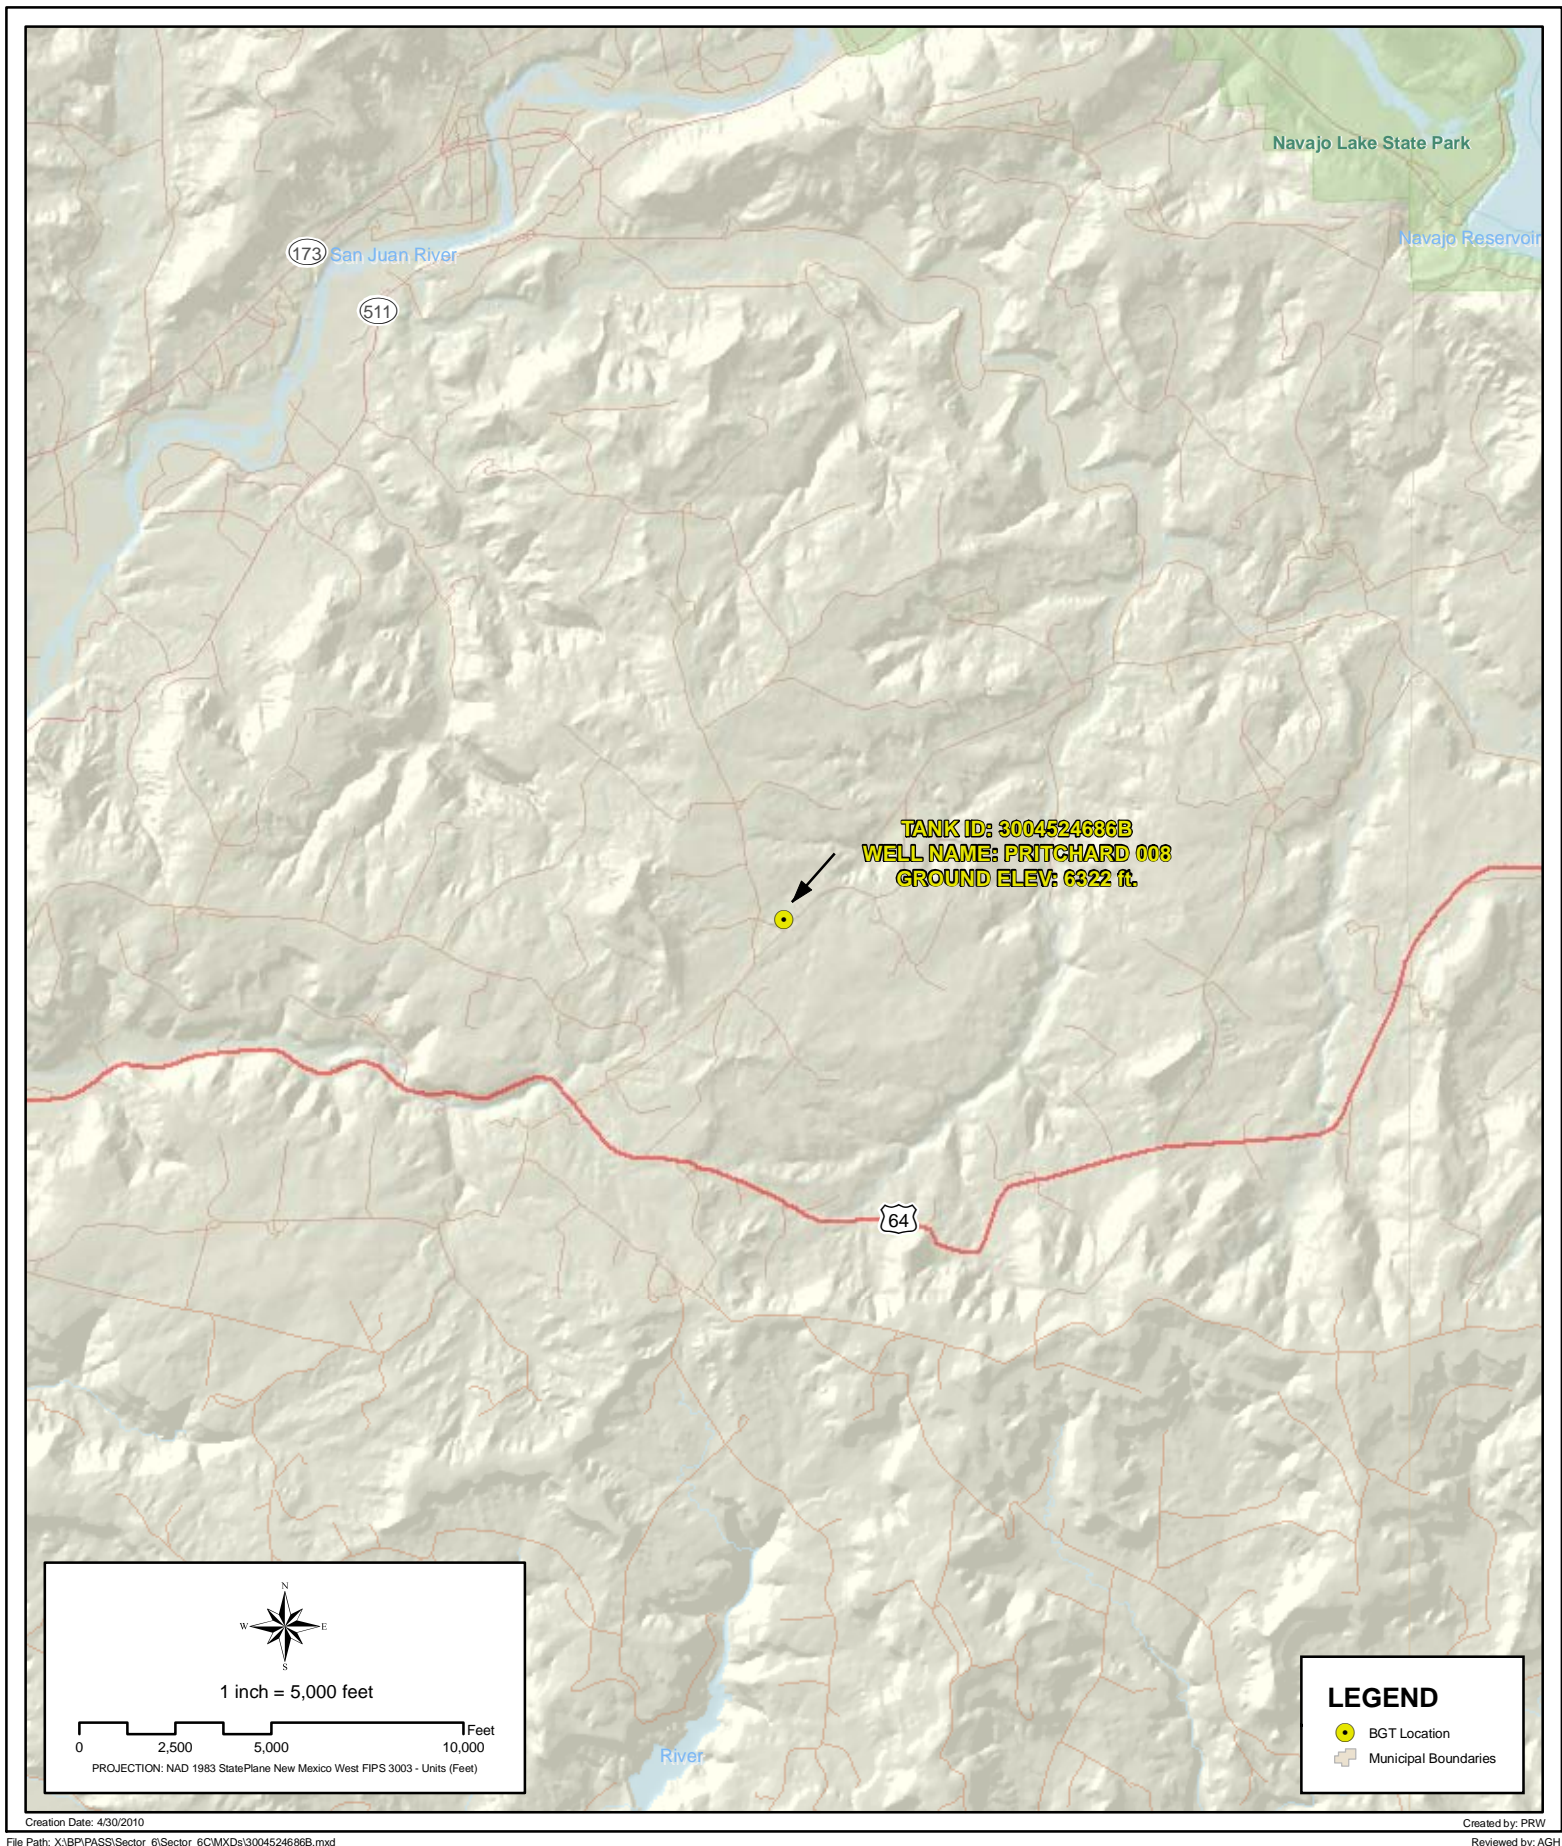 Navajo Lake State Park
Navajo Reservoir
173
San Juan River
511
TANK ID: 3004524686B
WELL NAME: PRITCHARD 008
GROUND ELEV: 6322 ft.
64
River
N
W
E
S
1 inch = 5,000 feet
Feet
0
2,500
5,000
10,000
PROJECTION: NAD 1983 StatePlane New Mexico West FIPS 3003 - Units (Feet)
LEGEND
BGT Location
Municipal Boundaries
Creation Date: 4/30/2010
Created by: PRW
File Path: X:\BP\PASS\Sector_6\Sector_6C\MXDs\3004524686B.mxd
Reviewed by: AGH